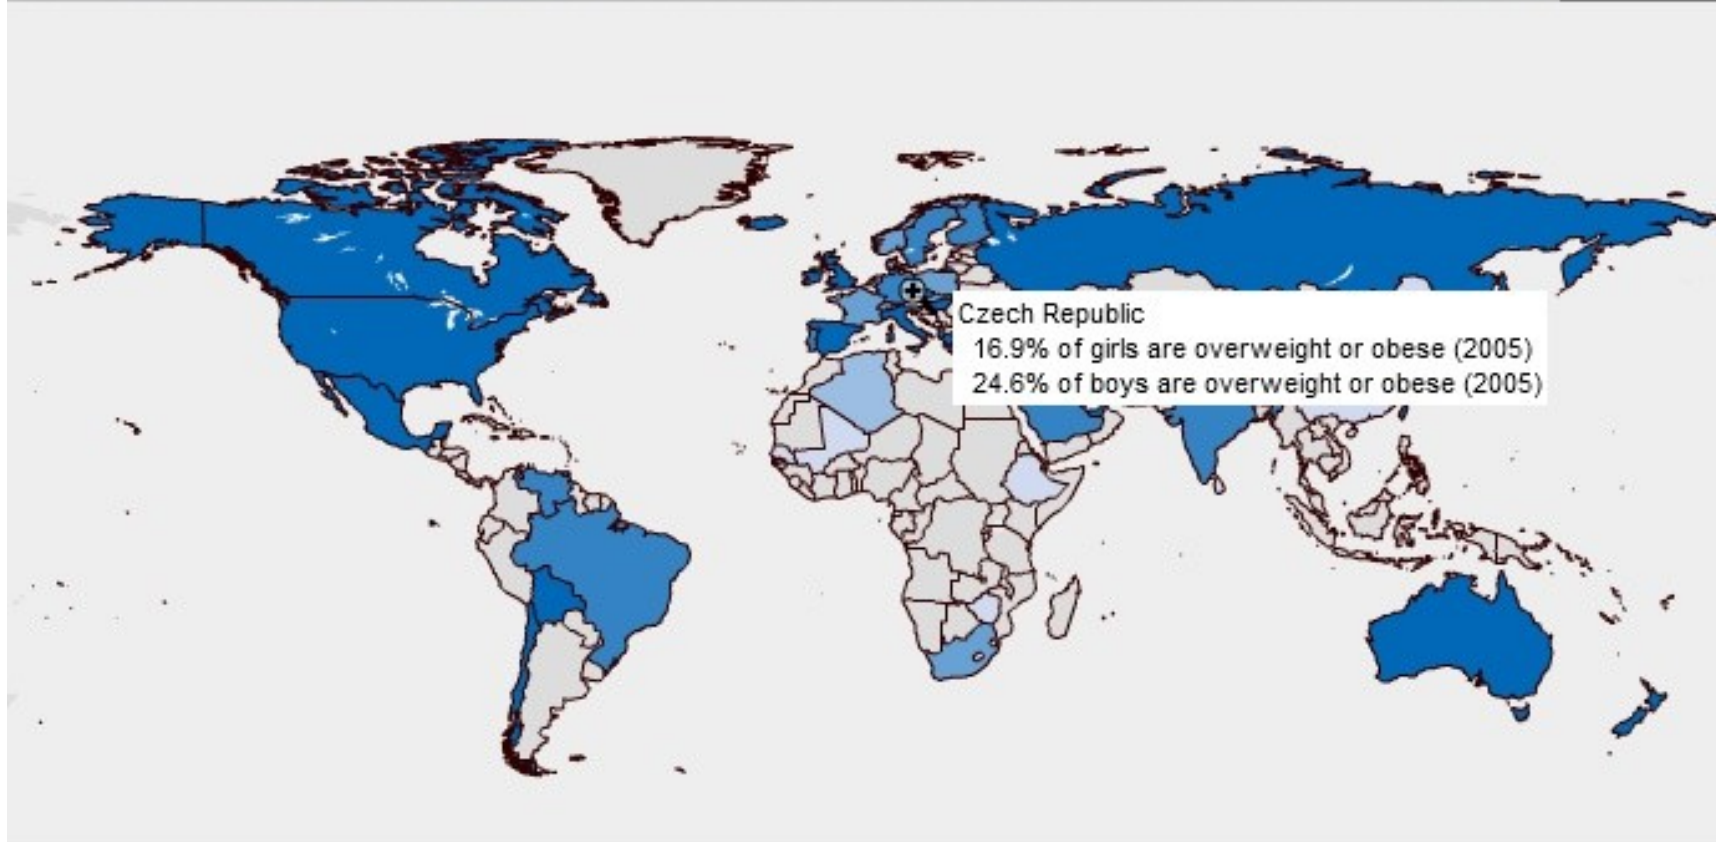 Czech Republic
16.9% of girls are overweight or obese (2005)
24.6% of boys are overweight or obese (2005)